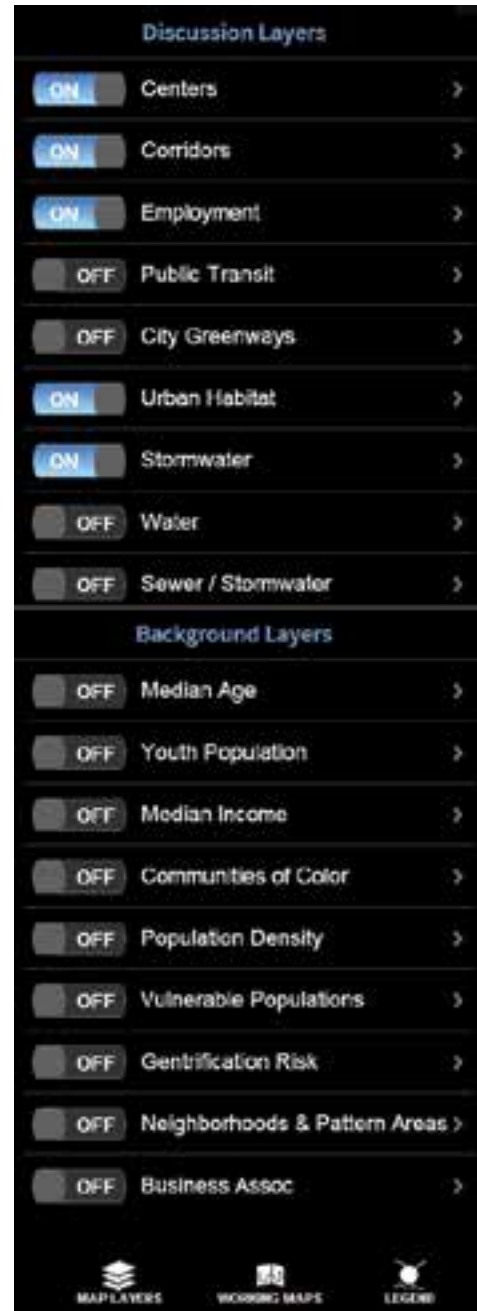 Discussion Layers
ON Centers
ON Corridors
ON Employment
OFF Public Transit
OFF City Greenways
ON Urban Habitat
ON Stormwater
OFF Water
OFF Sewer / Stormwater
Background Layers
OFF Median Age
OFF Youth Population
OFF Median Income
OFF Communities of Color
OFF Population Density
OFF Vulnerable Populations
OFF Gentrification Risk
OFF Neighborhoods & Pattern Areas
OFF Business Assoc
MAP LAYERS WORKING MAPS LEGEND